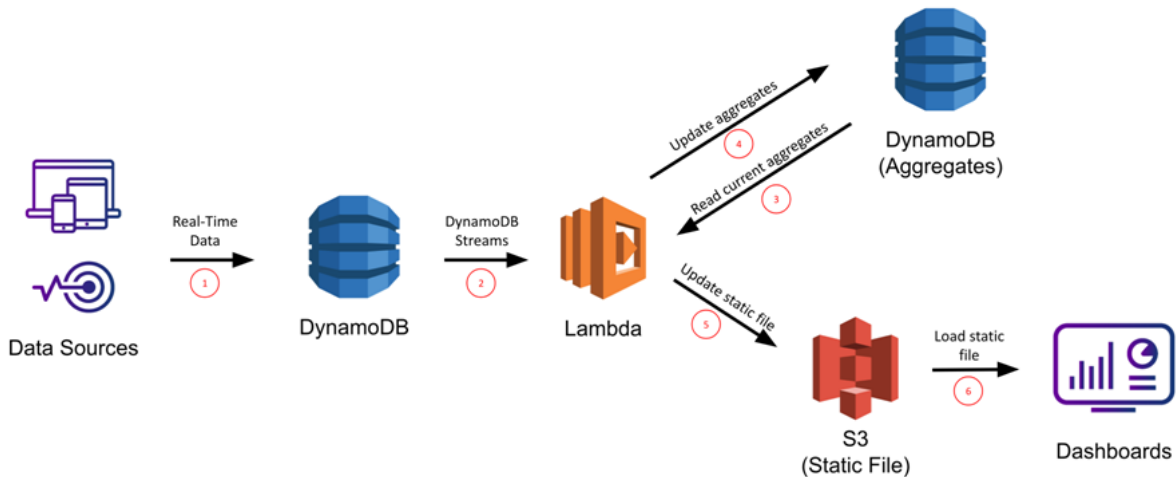 Data Sources
Real-Time
Data
1
DynamoDB
DynamoDB
Streams
2
Lambda
Update aggregates
4
Read current aggregates
3
DynamoDB
(Aggregates)
Update static file
5
S3
(Static File)
Load static
file
6
Dashboards